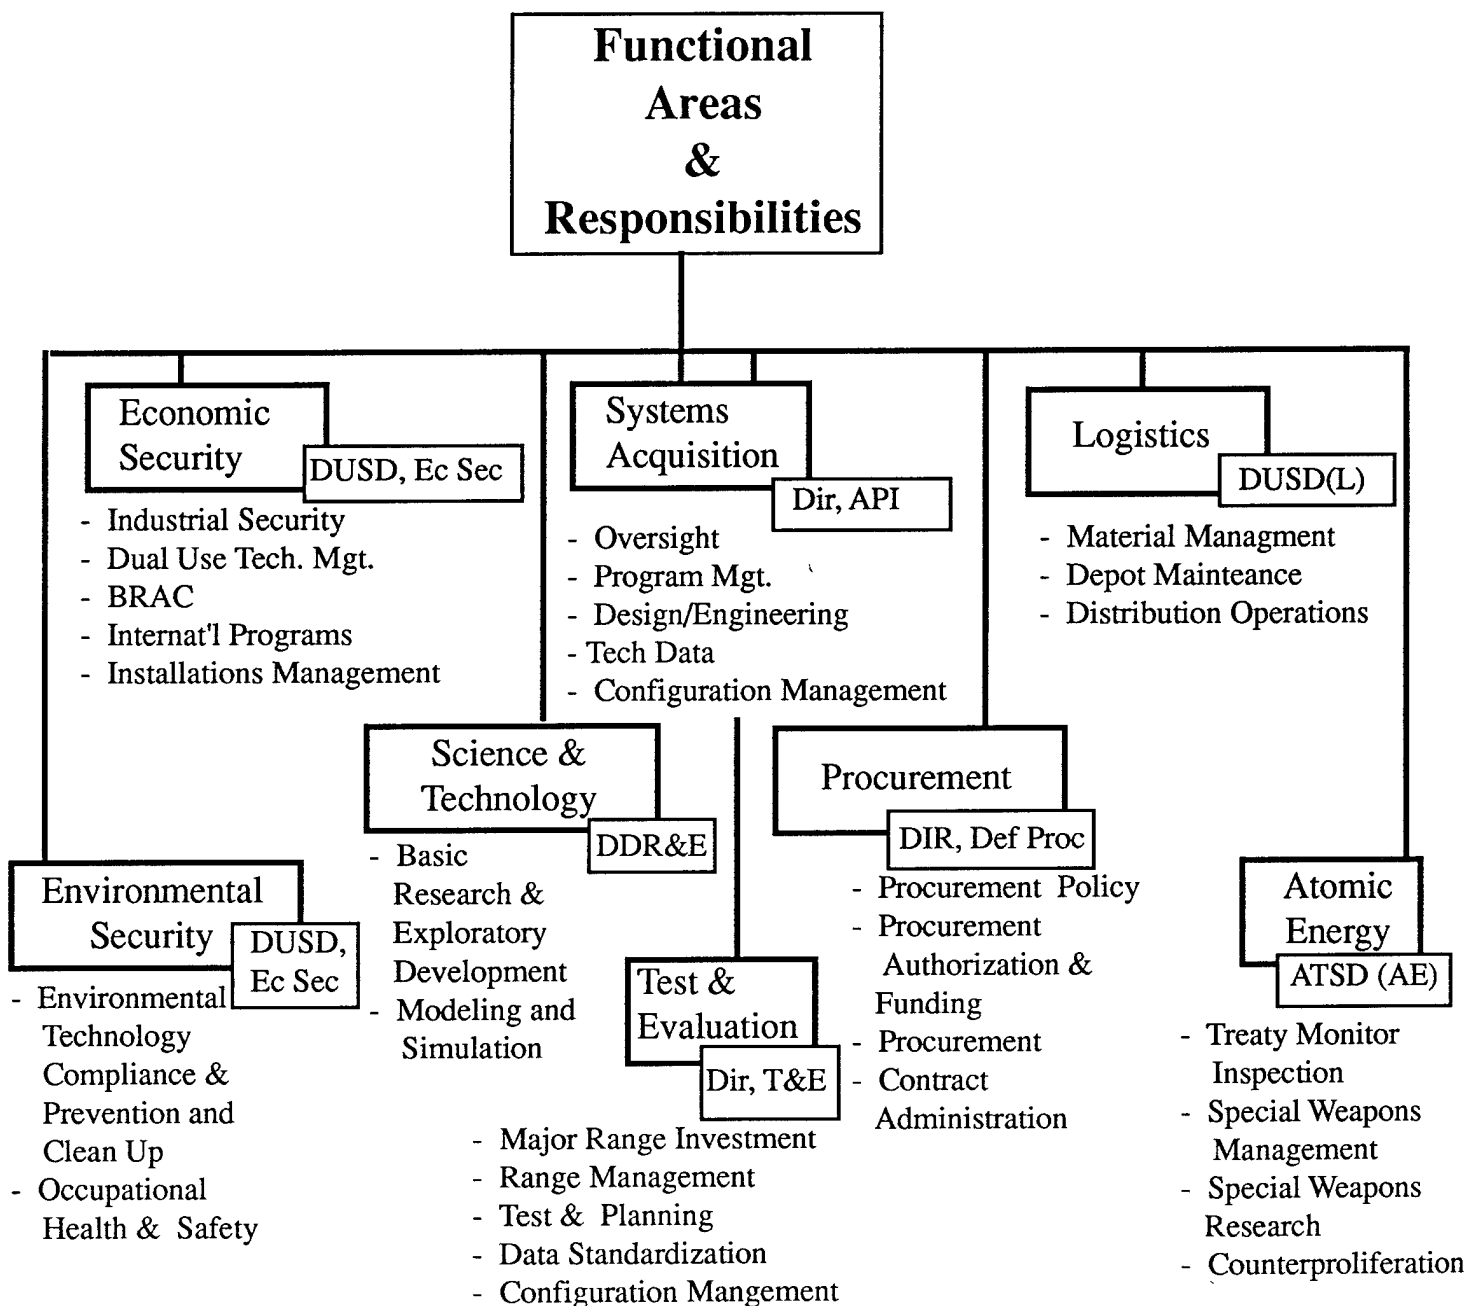 Functional
Areas
&
Responsibilities
Economic
Security
DUSD, Ec Sec
- Industrial Security
- Dual Use Tech. Mgt.
- BRAC
- Internat'l Programs
- Installations Management
Systems
Acquisition
Dir, API
- Oversight
- Program Mgt.
- Design/Engineering
- Tech Data
- Configuration Management
Logistics
DUSD(L)
- Material Managment
- Depot Mainteance
- Distribution Operations
Science &
Technology
DDR&E
- Basic
Research &
Exploratory
Development
- Modeling and
Simulation
Procurement
DIR, Def Proc
- Procurement Policy
- Procurement
Authorization &
Funding
- Procurement
- Contract
Administration
Environmental
Security
DUSD,
Ec Sec
- Environmental
Technology
Compliance &
Prevention and
Clean Up
- Occupational
Health & Safety
Test &
Evaluation
Dir, T&E
- Major Range Investment
- Range Management
- Test & Planning
- Data Standardization
- Configuration Mangement
Atomic
Energy
ATSD (AE)
- Treaty Monitor
Inspection
- Special Weapons
Management
- Special Weapons
Research
- Counterproliferation